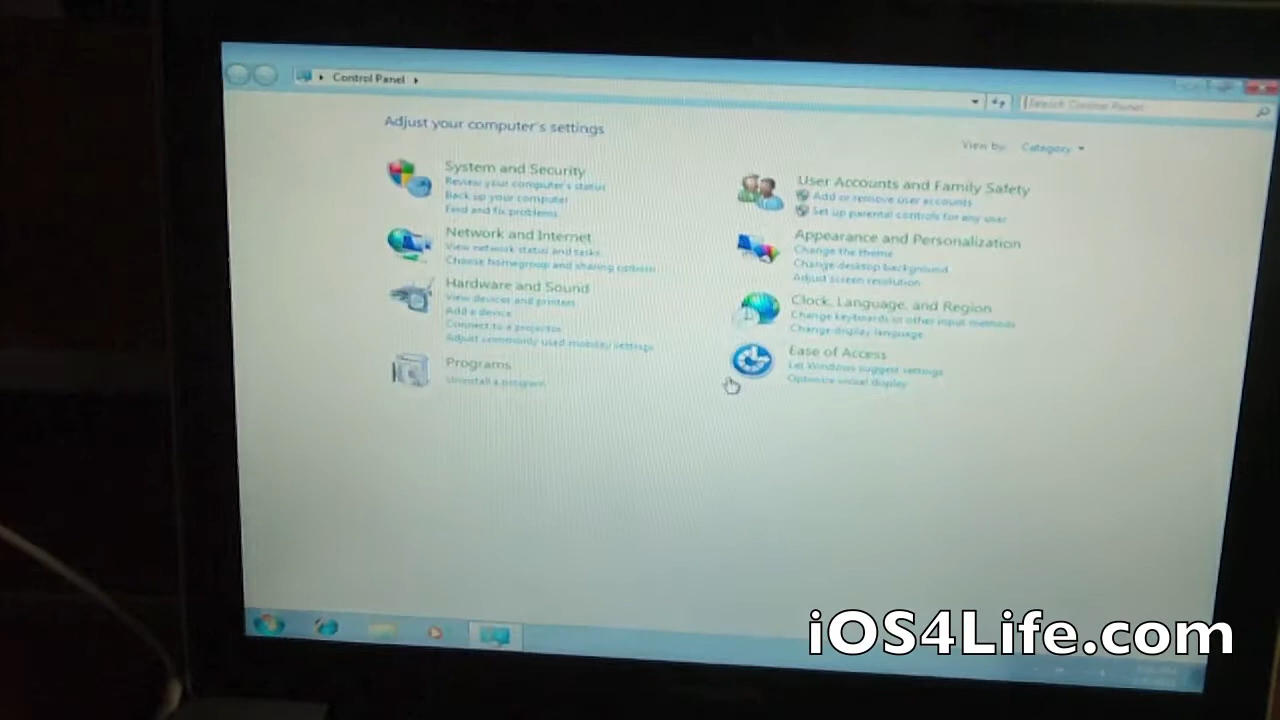 Control Panel
Search Control Panel
Adjust your computer's settings
View by: Category
System and Security
Review your computer's status
Back up your computer
Find and fix problems
Network and Internet
View network status and tasks
Choose homegroup and sharing options
Hardware and Sound
View devices and printers
Add a device
Connect to a projector
Adjust commonly used mobility settings
Programs
Uninstall a program
User Accounts and Family Safety
Add or remove user accounts
Set up parental controls for any user
Appearance and Personalization
Change the theme
Change desktop background
Adjust screen resolution
Clock, Language, and Region
Change keyboards or other input methods
Change display language
Ease of Access
Let Windows suggest settings
Optimize visual display
iOS4Life.com